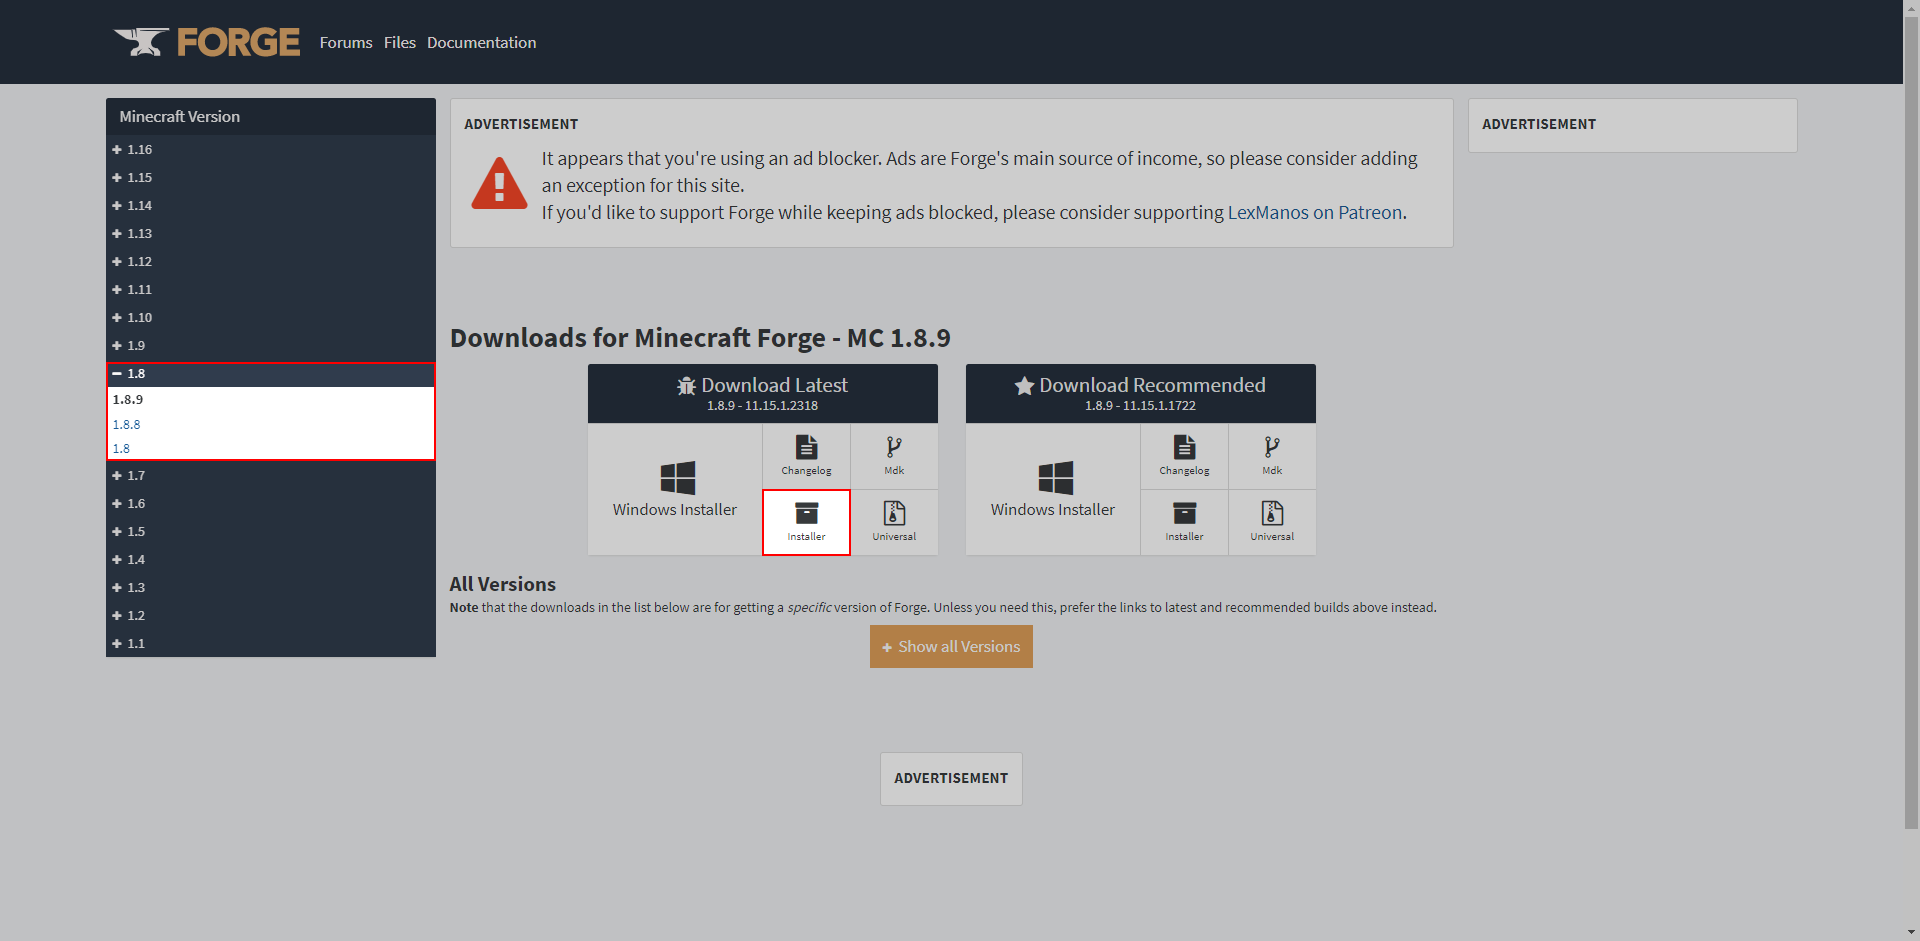 FORGE
Forums Files Documentation
Minecraft Version
1.16
1.15
1.14
1.13
1.12
1.11
1.10
1.9
1.8
1.8.9
1.8.8
1.8
1.7
1.6
1.5
1.4
1.3
1.2
1.1
ADVERTISEMENT
It appears that you're using an ad blocker. Ads are Forge's main source of income, so please consider adding
an exception for this site.
If you'd like to support Forge while keeping ads blocked, please consider supporting LexManos on Patreon.
ADVERTISEMENT
Downloads for Minecraft Forge - MC 1.8.9
Download Latest
1.8.9 - 11.15.1.2318
Windows Installer
Changelog
Mdk
Installer
Universal
Download Recommended
1.8.9 - 11.15.1.1722
Windows Installer
Changelog
Mdk
Installer
Universal
All Versions
Note that the downloads in the list below are for getting a specific version of Forge. Unless you need this, prefer the links to latest and recommended builds above instead.
Show all Versions
ADVERTISEMENT